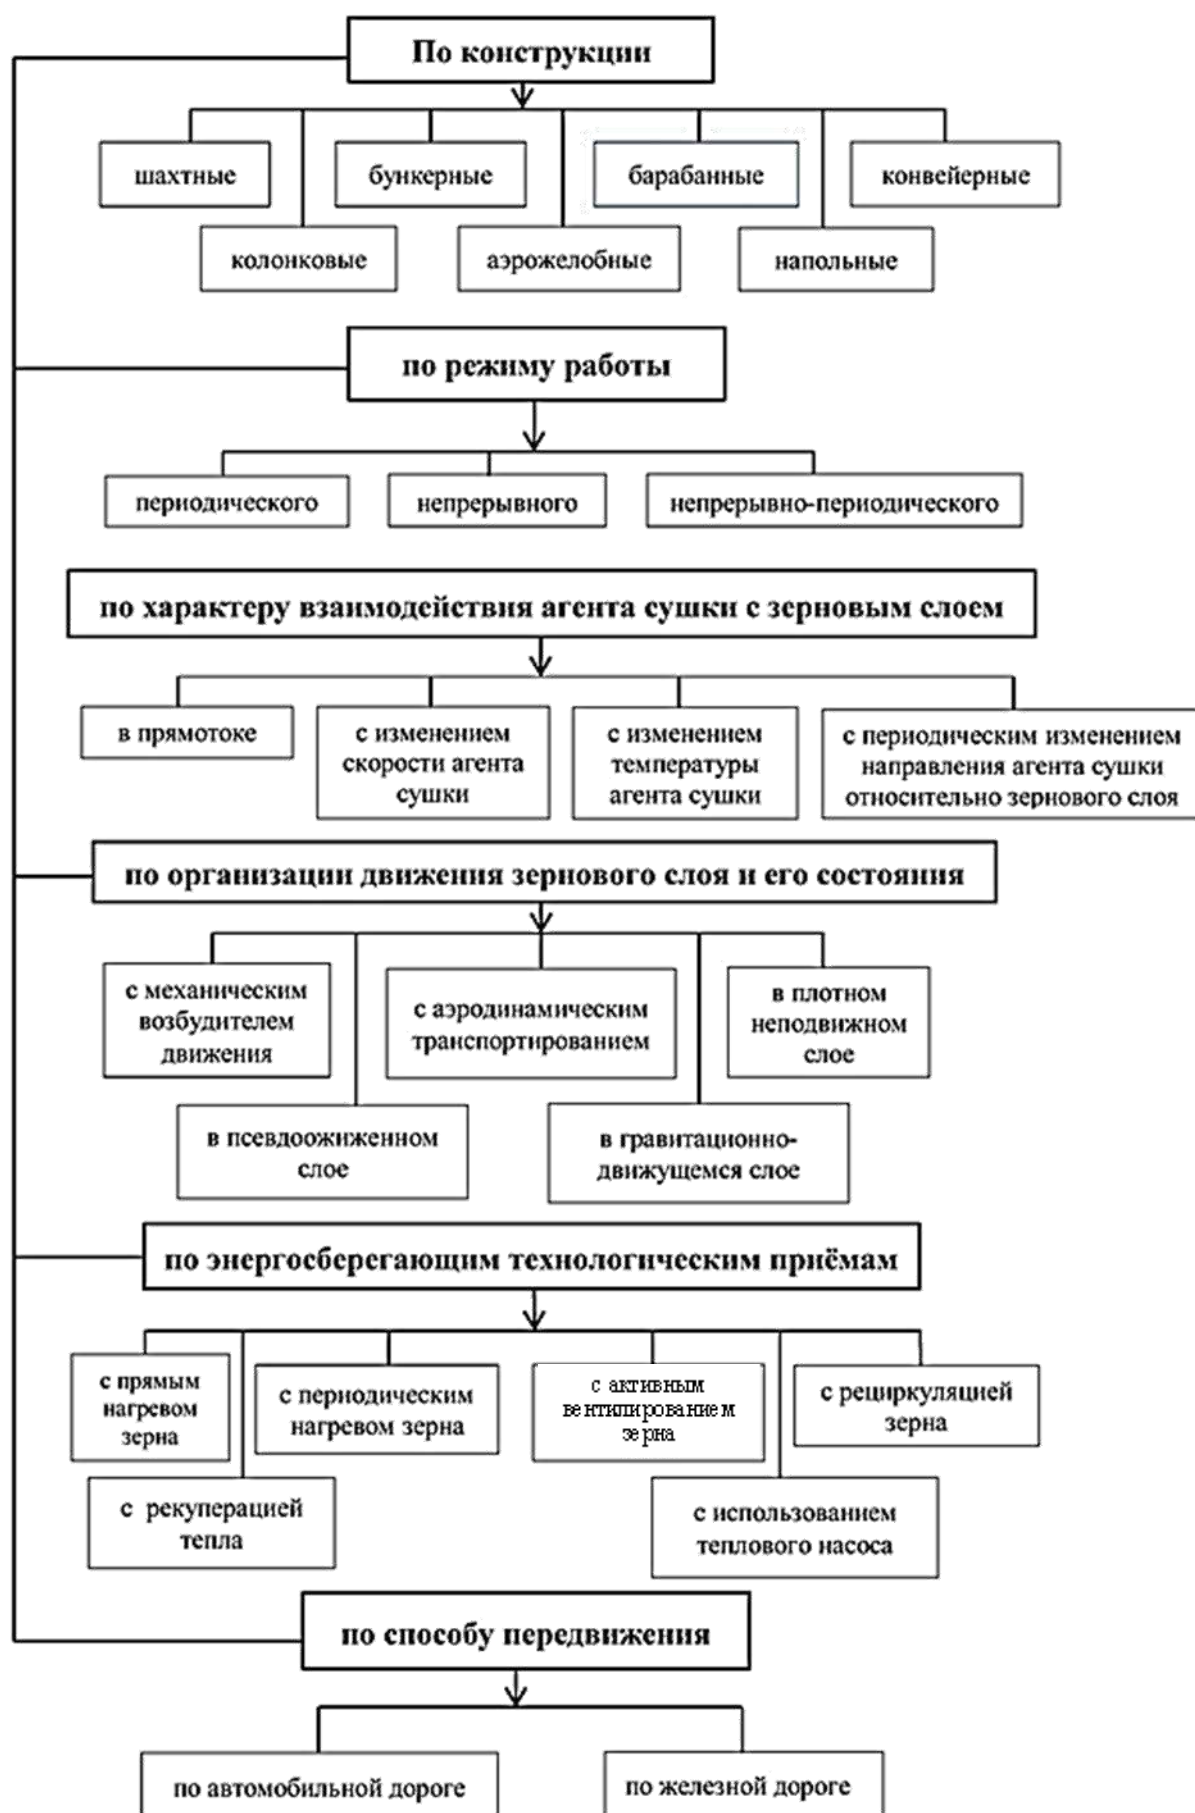 По конструкции
шахтные
бункерные
барабанные
конвейерные
колонковые
аэрожелобные
напольные
по режиму работы
периодического
непрерывного
непрерывно-периодического
по характеру взаимодействия агента сушки с зерновым слоем
в прямотоке
с изменением
скорости агента
сушки
с изменением
температуры
агента сушки
с периодическим изменением
направления агента сушки
относительно зернового слоя
по организации движения зернового слоя и его состояния
с механическим
возбудителем
движения
с аэродинамическим
транспортированием
в плотном
неподвижном
слое
в псевдоожиженном
слое
в гравитационно-
движущемся слое
по энергосберегающим технологическим приёмам
с прямым
нагревом
зерна
с периодическим
нагревом зерна
с активным
вентилированием
зерна
с рециркуляцией
зерна
с рекуперацией
тепла
с использованием
теплового насоса
по способу передвижения
по автомобильной дороге
по железной дороге